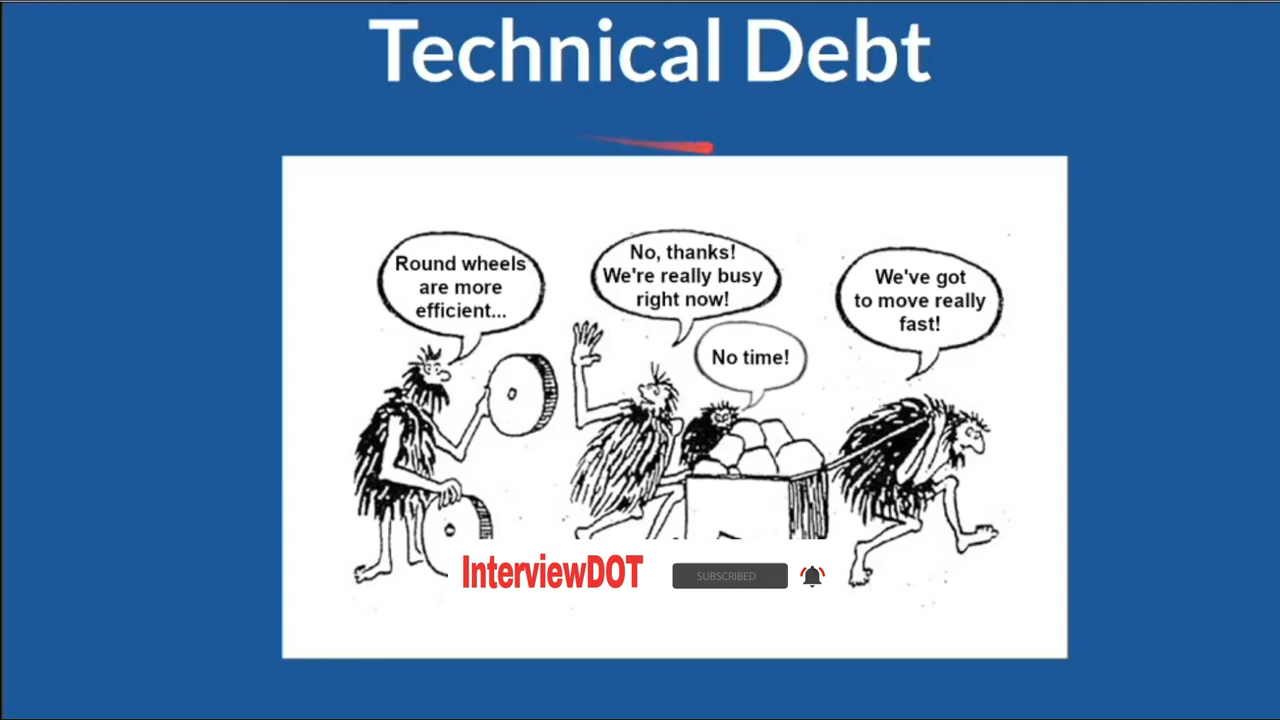 Technical Debt
Round wheels
are more
efficient...
No, thanks!
We're really busy
right now!
No time!
We've got
to move really
fast!
InterviewDOT
SUBSCRIBED